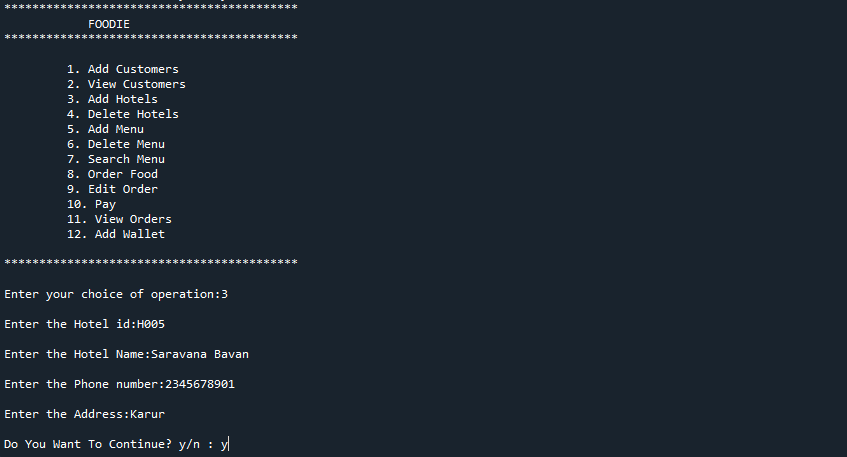 ******************************************
FOODIE
******************************************
1. Add Customers
2. View Customers
3. Add Hotels
4. Delete Hotels
5. Add Menu
6. Delete Menu
7. Search Menu
8. Order Food
9. Edit Order
10. Pay
11. View Orders
12. Add Wallet
******************************************
Enter your choice of operation:3
Enter the Hotel id:H005
Enter the Hotel Name:Saravana Bavan
Enter the Phone number:2345678901
Enter the Address:Karur
Do You Want To Continue? y/n : y